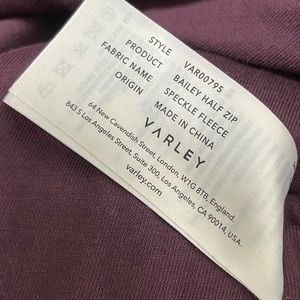 STYLE VAR00795
PRODUCT BAILEY HALF ZIP
FABRIC NAME SPECKLE FLEECE
ORIGIN MADE IN CHINA
VARLEY
64 New Cavendish Street, London, W1G 8TB, England.
843 S Los Angeles Street, Suite 300, Los Angeles, CA 90014, USA.
varley.com